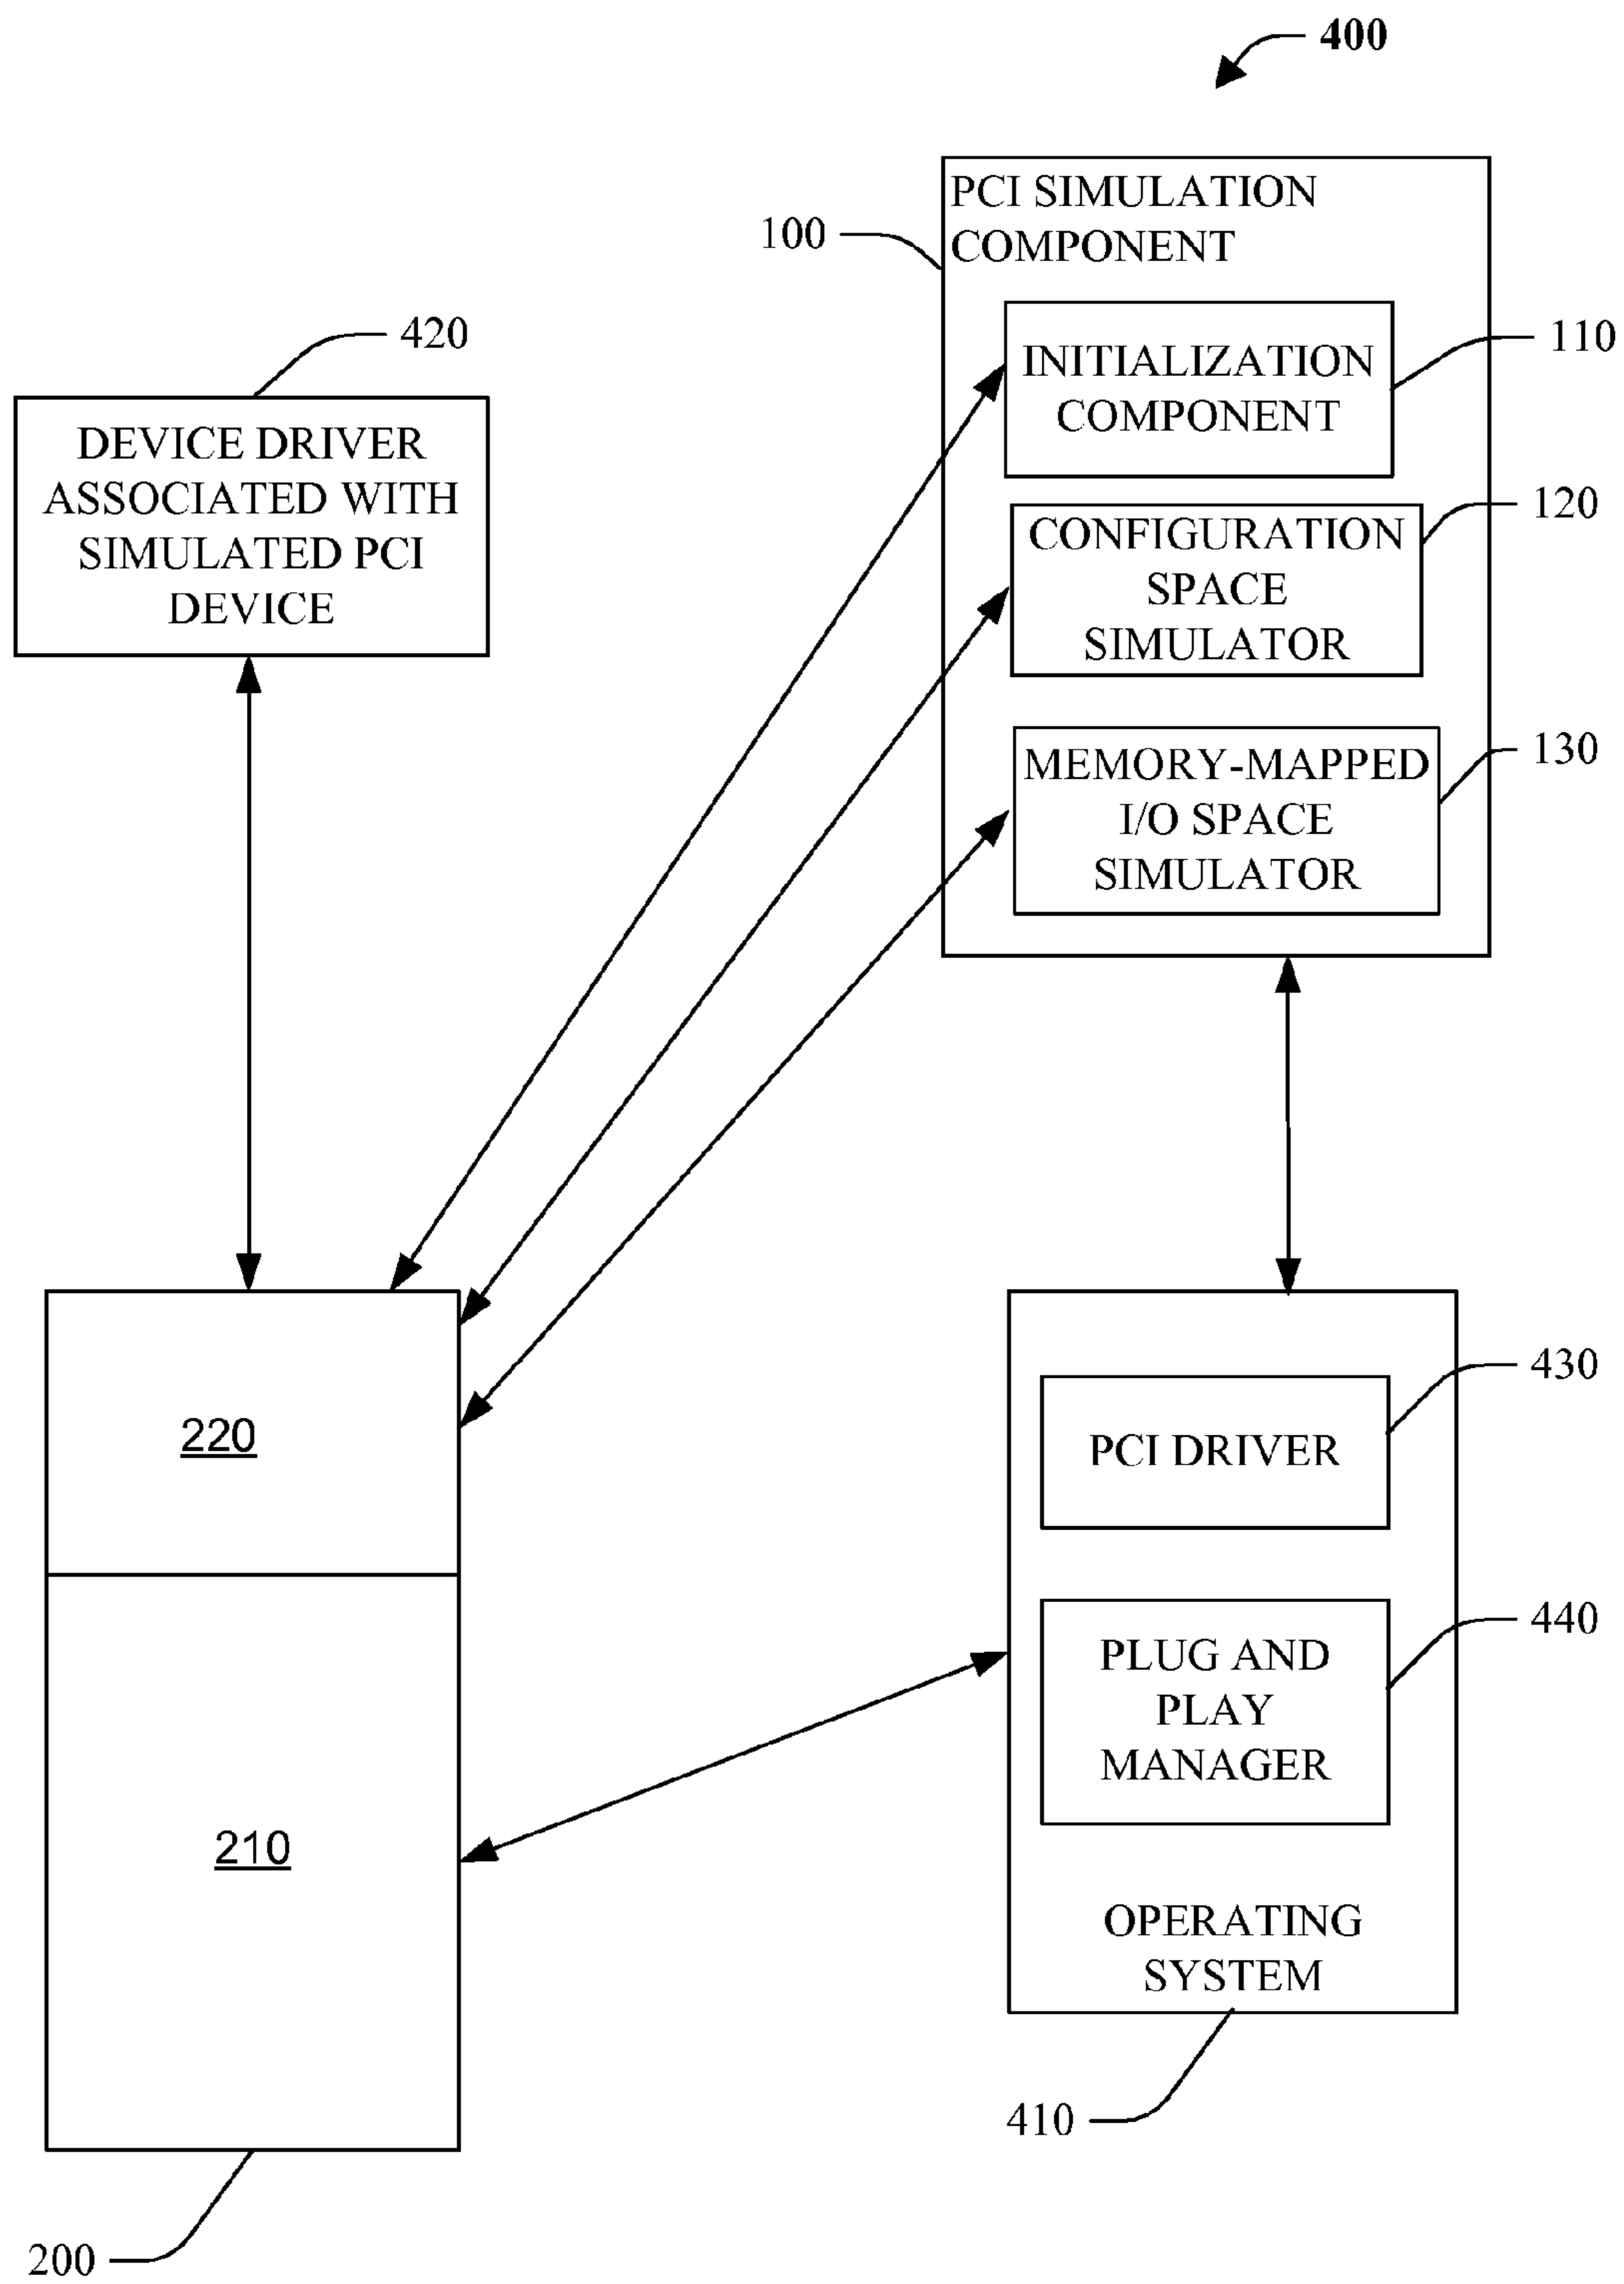 400
PCI SIMULATION
COMPONENT
100
INITIALIZATION
COMPONENT
110
420
DEVICE DRIVER
ASSOCIATED WITH
SIMULATED PCI
DEVICE
CONFIGURATION
SPACE
SIMULATOR
120
MEMORY-MAPPED
I/O SPACE
SIMULATOR
130
220
210
200
PCI DRIVER
430
PLUG AND
PLAY
MANAGER
440
OPERATING
SYSTEM
410